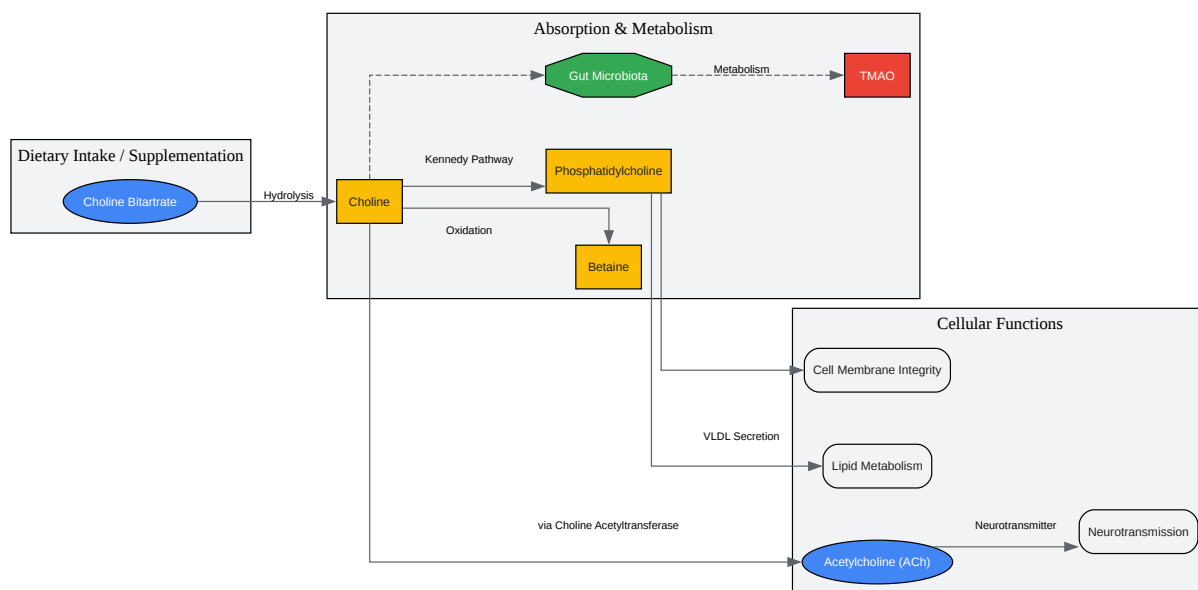 Absorption & Metabolism
Gut Microbiota
Metabolism
TMAO
Dietary Intake / Supplementation
Choline Bitartrate
Hydrolysis
Choline
Kennedy Pathway
Phosphatidylcholine
Oxidation
Betaine
Cellular Functions
Cell Membrane Integrity
VLDL Secretion
Lipid Metabolism
via Choline Acetyltransferase
Acetylcholine (ACh)
Neurotransmitter
Neurotransmission